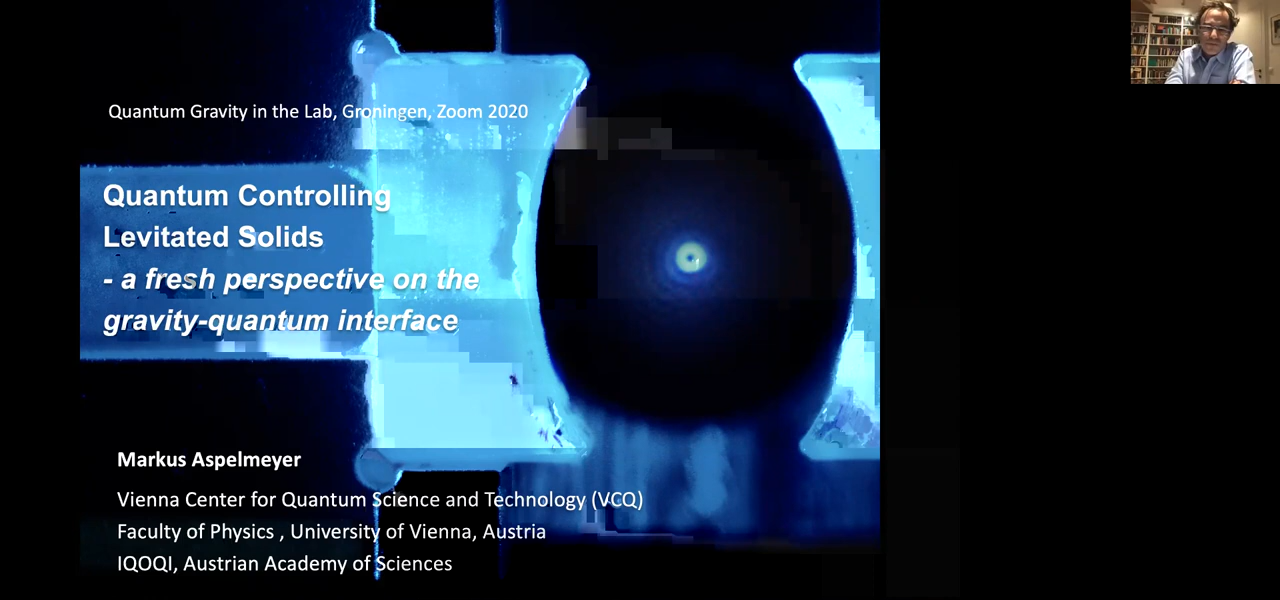 Quantum Gravity in the Lab, Groningen, Zoom 2020
Quantum Controlling
Levitated Solids
- a fresh perspective on the
gravity-quantum interface
Markus Aspelmeyer
Vienna Center for Quantum Science and Technology (VCQ)
Faculty of Physics , University of Vienna, Austria
IQOQI, Austrian Academy of Sciences